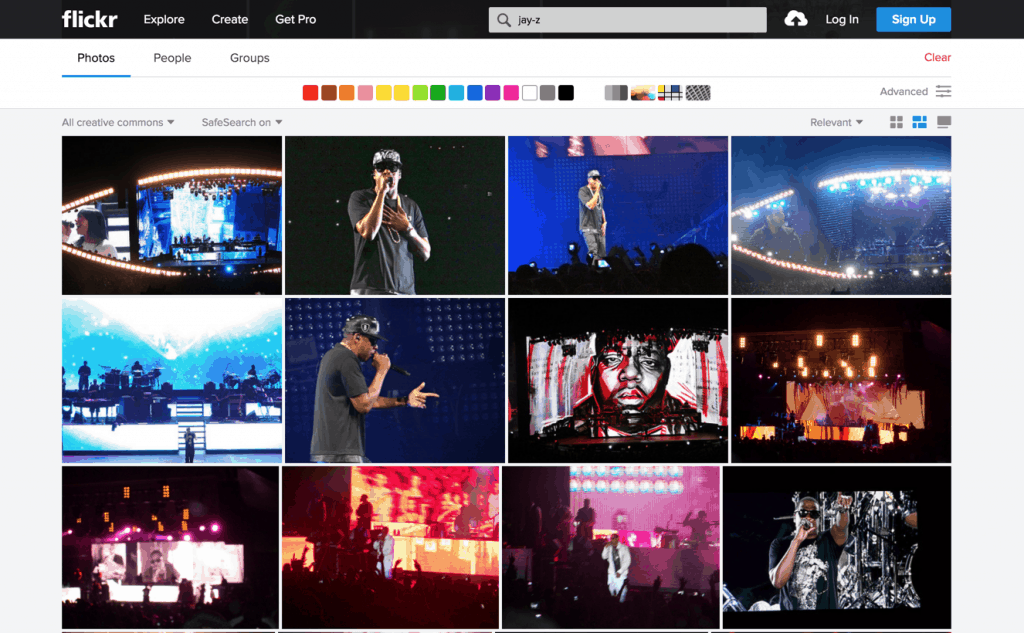 flickr Explore Create Get Pro jay-z Log In Sign Up
Photos People Groups Clear
Advanced
All creative commons SafeSearch on Relevant